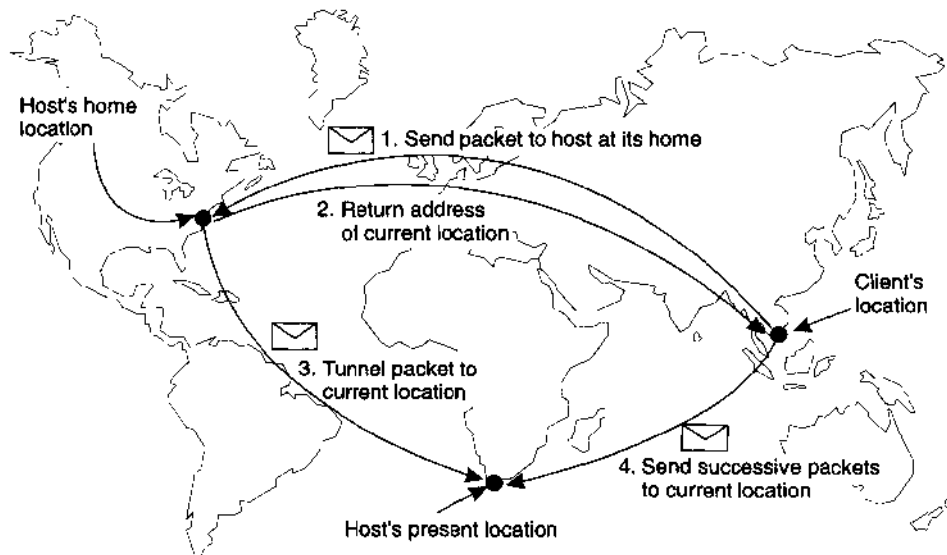 Host's home
location
1. Send packet to host at its home
2. Return address
of current location
Client's
location
3. Tunnel packet to
current location
4. Send successive packets
to current location
Host's present location